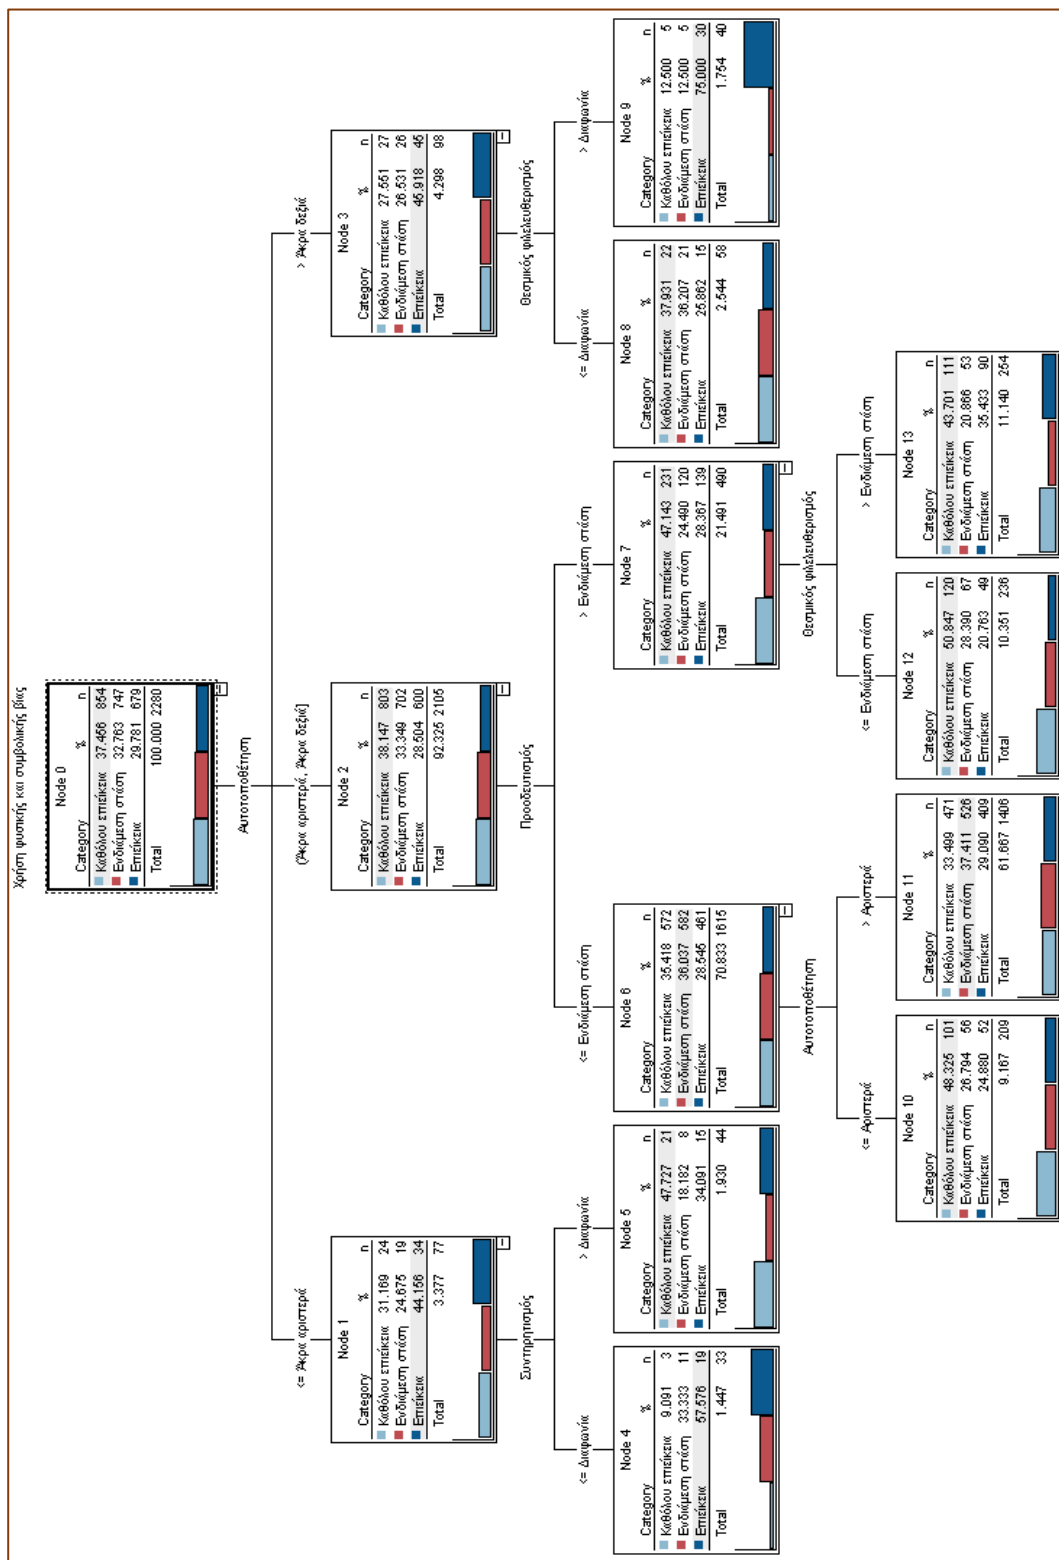 Χρήση φυσικής και συμβολικής βίας
Node 0
Category % n
Καθόλου επιείκεια 37.456 854
Ενδιάμεση στάση 32.763 747
Επιείκεια 29.781 679
Total 100.000 2280
Αυτοτοποθέτηση
<= Άκρα αριστερά
(Άκρα αριστερά, Άκρα δεξιά]
> Άκρα δεξιά
Node 1
Category % n
Καθόλου επιείκεια 31.169 24
Ενδιάμεση στάση 24.675 19
Επιείκεια 44.156 34
Total 3.377 77
Συντηρητισμός
Node 2
Category % n
Καθόλου επιείκεια 38.147 803
Ενδιάμεση στάση 33.349 702
Επιείκεια 28.504 600
Total 92.325 2105
Προοδευτισμός
Node 3
Category % n
Καθόλου επιείκεια 27.551 27
Ενδιάμεση στάση 26.531 26
Επιείκεια 45.918 45
Total 4.298 98
Θεσμικός φιλελευθερισμός
<= Διαφωνία
> Διαφωνία
<= Ενδιάμεση στάση
> Ενδιάμεση στάση
<= Διαφωνία
> Διαφωνία
Node 4
Category % n
Καθόλου επιείκεια 9.091 3
Ενδιάμεση στάση 33.333 11
Επιείκεια 57.576 19
Total 1.447 33
Node 5
Category % n
Καθόλου επιείκεια 47.727 21
Ενδιάμεση στάση 18.182 8
Επιείκεια 34.091 15
Total 1.930 44
Node 6
Category % n
Καθόλου επιείκεια 35.418 572
Ενδιάμεση στάση 36.037 582
Επιείκεια 28.545 461
Total 70.833 1615
Αυτοτοποθέτηση
Node 7
Category % n
Καθόλου επιείκεια 47.143 231
Ενδιάμεση στάση 24.490 120
Επιείκεια 28.367 139
Total 21.491 490
Θεσμικός φιλελευθερισμός
Node 8
Category % n
Καθόλου επιείκεια 37.931 22
Ενδιάμεση στάση 36.207 21
Επιείκεια 25.862 15
Total 2.544 58
Node 9
Category % n
Καθόλου επιείκεια 12.500 5
Ενδιάμεση στάση 12.500 5
Επιείκεια 75.000 30
Total 1.754 40
<= Αριστερά
> Αριστερά
<= Ενδιάμεση στάση
> Ενδιάμεση στάση
Node 10
Category % n
Καθόλου επιείκεια 48.325 101
Ενδιάμεση στάση 26.794 56
Επιείκεια 24.880 52
Total 9.167 209
Node 11
Category % n
Καθόλου επιείκεια 33.499 471
Ενδιάμεση στάση 37.411 526
Επιείκεια 29.090 409
Total 61.667 1406
Node 12
Category % n
Καθόλου επιείκεια 50.847 120
Ενδιάμεση στάση 28.390 67
Επιείκεια 20.763 49
Total 10.351 236
Node 13
Category % n
Καθόλου επιείκεια 43.701 111
Ενδιάμεση στάση 20.866 53
Επιείκεια 35.433 90
Total 11.140 254